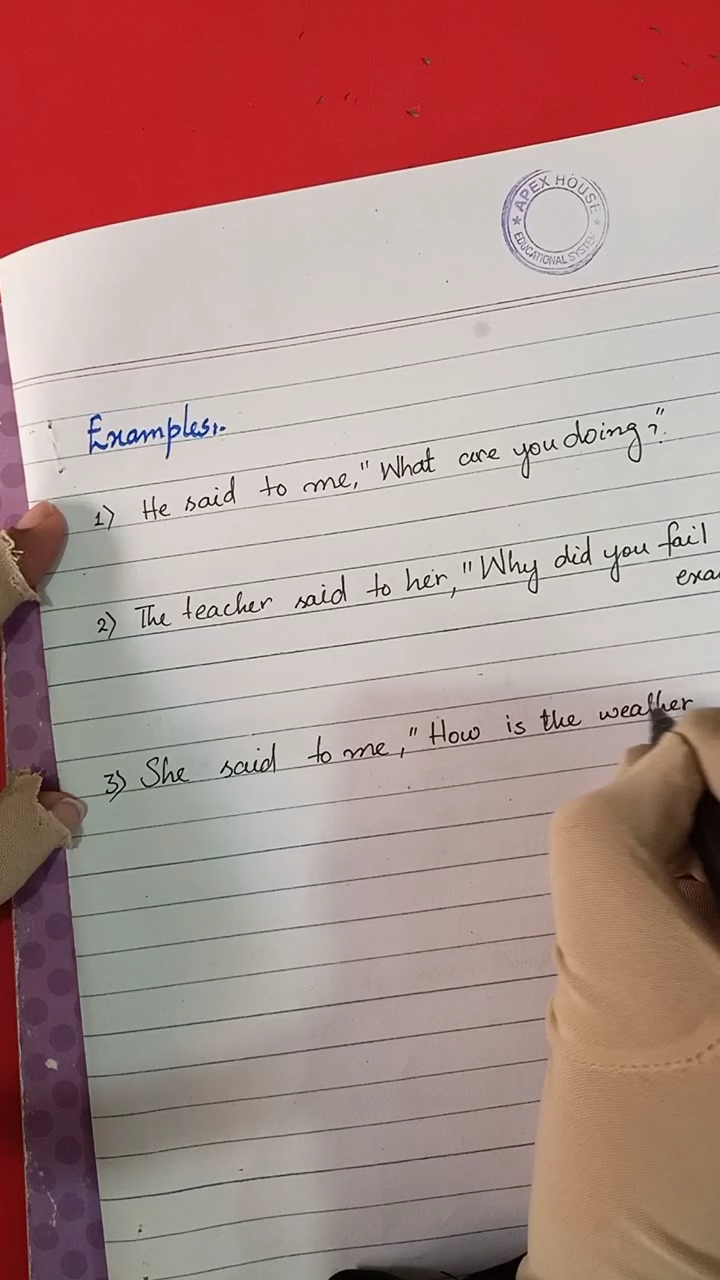 APEX HOUSE
EDUCATIONAL SYSTEM
Examples:-
1) He said to me, "What are you doing?"
2) The teacher said to her, "Why did you fail
exa
3) She said to me, "How is the weather